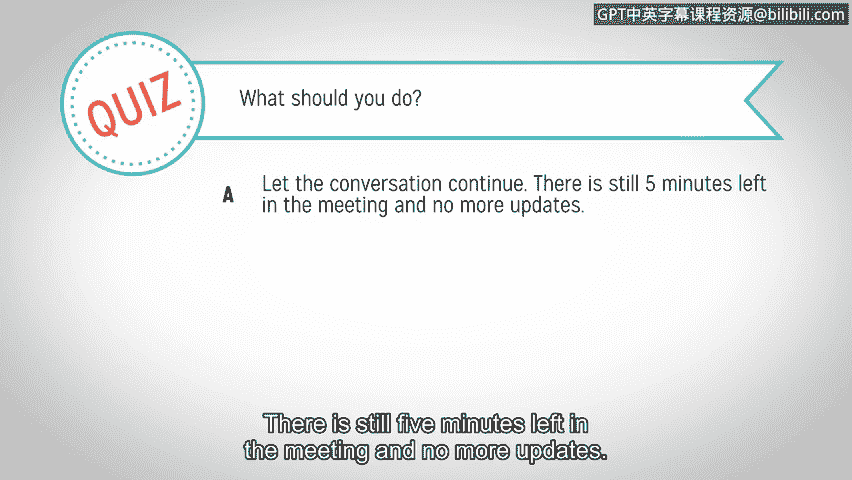 GPT中英字幕课程资源@bilibili.com
QUIZ
What should you do?
A
Let the conversation continue. There is still 5 minutes left
in the meeting and no more updates.
There is still five minutes left in
the meeting and no more updates.